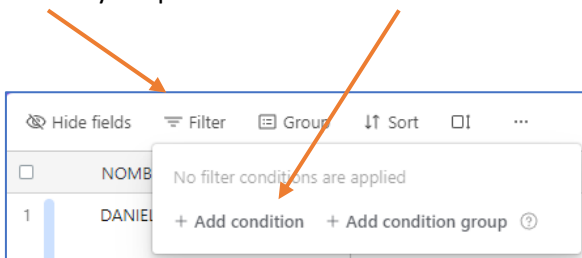 Hide fields Filter Group Sort ...
NOMB
No filter conditions are applied
1 DANIEL
+ Add condition + Add condition group ?